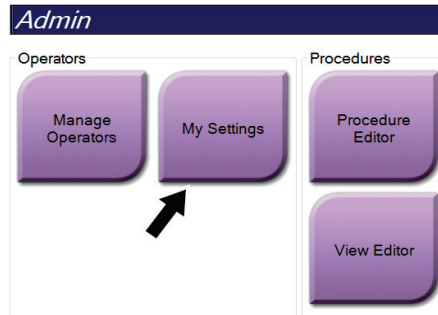 Admin
Operators
Procedures
Manage
Operators
My Settings
Procedure
Editor
View Editor